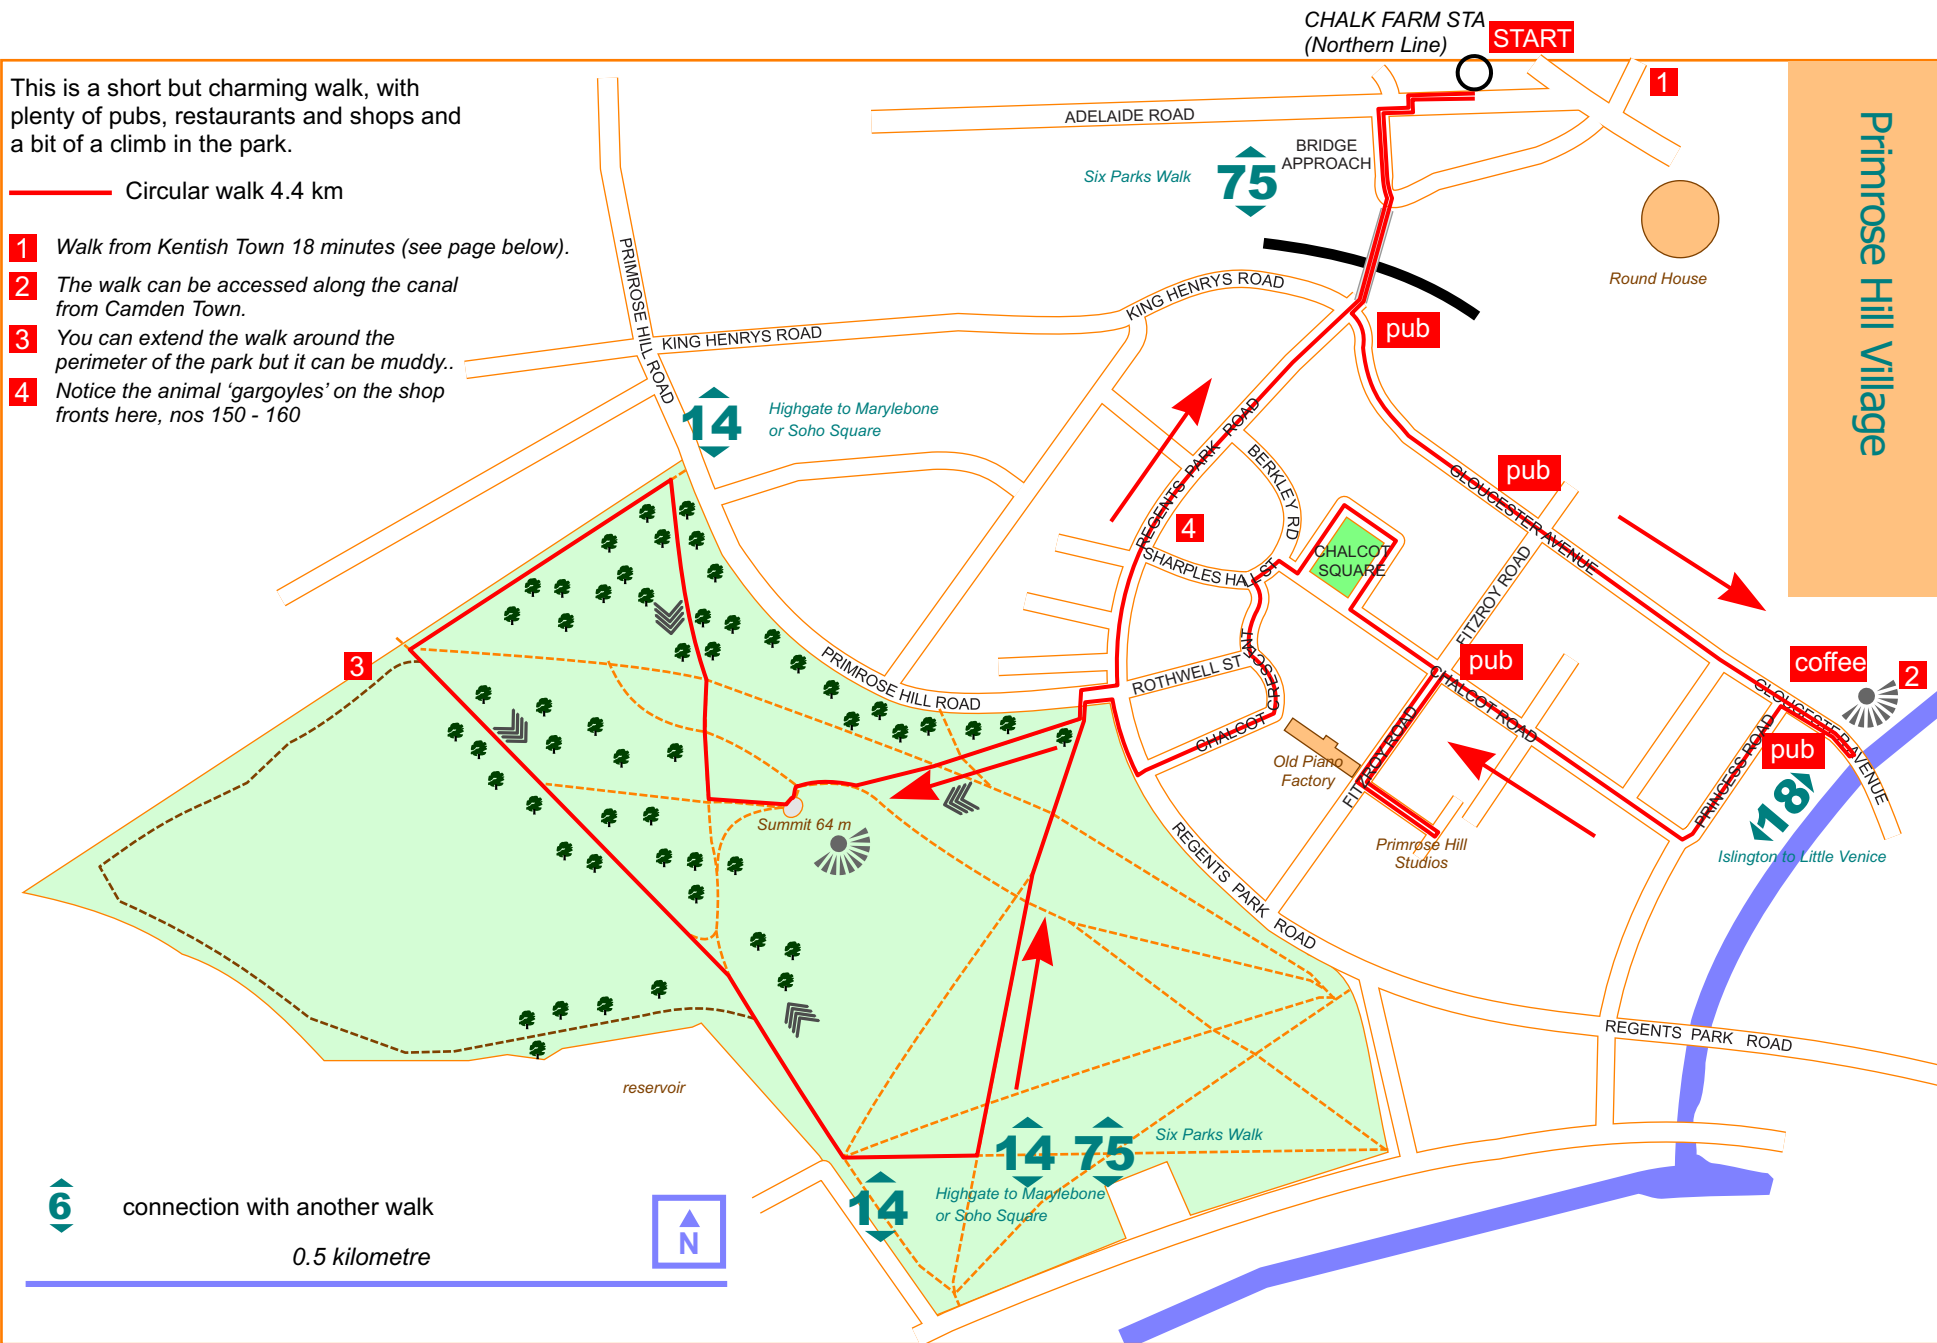 CHALK FARM STA
(Northern Line)
START
This is a short but charming walk, with
plenty of pubs, restaurants and shops and
a bit of a climb in the park.
Circular walk 4.4 km
1 Walk from Kentish Town 18 minutes (see page below).
2 The walk can be accessed along the canal
from Camden Town.
3 You can extend the walk around the
perimeter of the park but it can be muddy..
4 Notice the animal ‘gargoyles’ on the shop
fronts here, nos 150 - 160
Primrose Hill Village
1
ADELAIDE ROAD
BRIDGE
APPROACH
Six Parks Walk
75
Round House
PRIMROSE HILL ROAD
KING HENRYS ROAD
KING HENRYS ROAD
pub
14
Highgate to Marylebone
or Soho Square
REGENTS PARK ROAD
BERKLEY RD
pub
GLOUCESTER AVENUE
4
SHARPLES HALL ST
CHALCOT
SQUARE
FITZROY ROAD
3
PRIMROSE HILL ROAD
ROTHWELL ST
CHALCOT CRESCENT
pub
CHALCOT ROAD
coffee
2
GLOUCESTER AVENUE
pub
PRINCESS ROAD
Old Piano
Factory
FITZROY ROAD
18
Islington to Little Venice
Primrose Hill
Studios
Summit 64 m
REGENTS PARK ROAD
REGENTS PARK ROAD
reservoir
14
75
Six Parks Walk
14
Highgate to Marylebone
or Soho Square
6
connection with another walk
N
0.5 kilometre